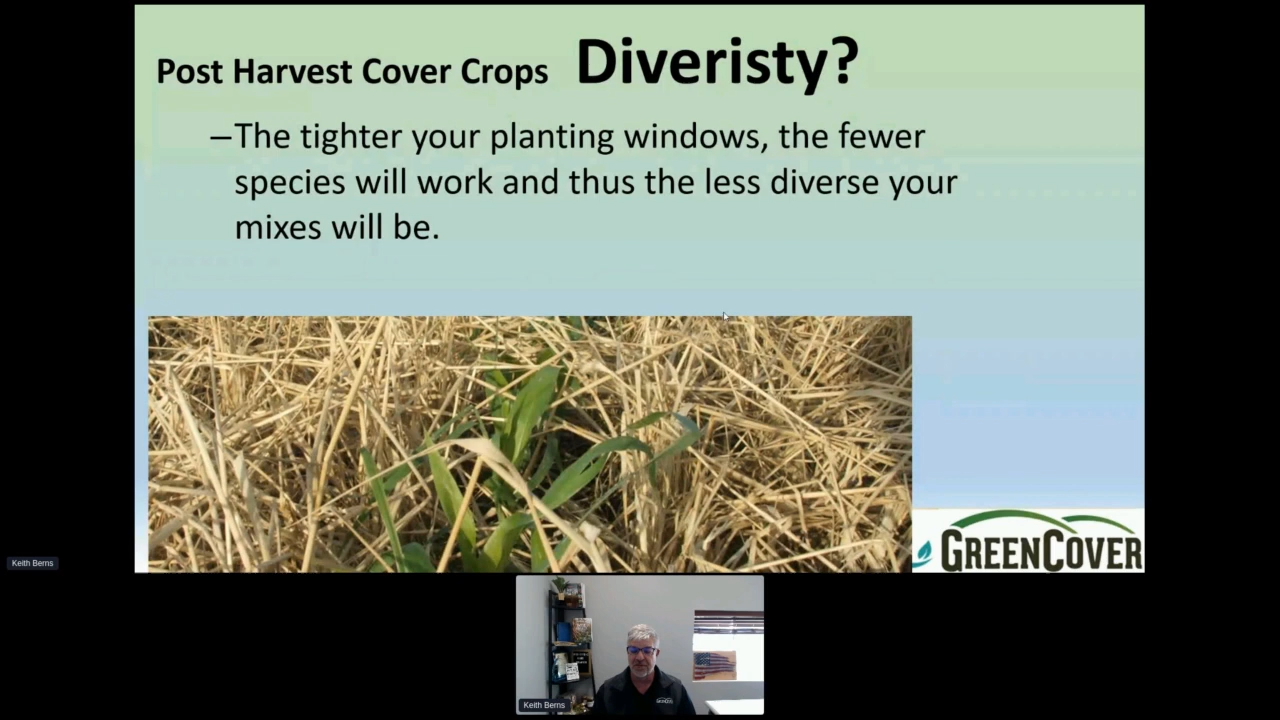 Post Harvest Cover Crops Diveristy?
–The tighter your planting windows, the fewer
species will work and thus the less diverse your
mixes will be.
GREENCOVER
Keith Berns
Keith Berns